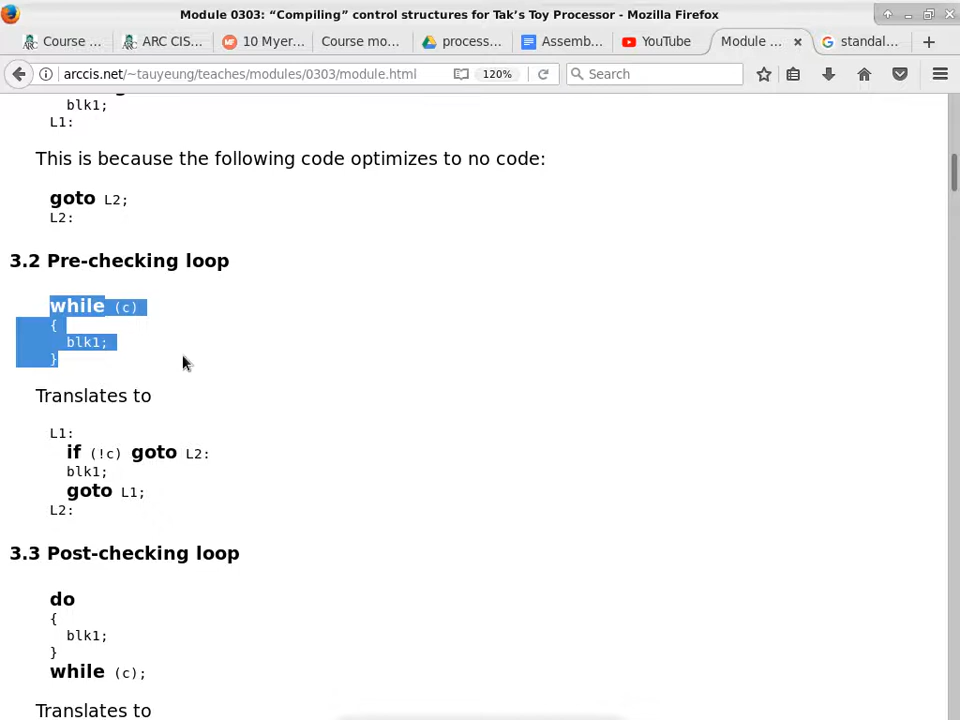 Module 0303: “Compiling” control structures for Tak’s Toy Processor - Mozilla Firefox
Course ...
ARC CIS...
10 Myer...
Course mo...
process...
Assemb...
YouTube
Module ...
standal...
arccis.net/~tauyeung/teaches/modules/0303/module.html
120%
Search
blk1;
L1:
This is because the following code optimizes to no code:
goto L2;
L2:
3.2 Pre-checking loop
while (c)
{
blk1;
}
Translates to
L1:
if (!c) goto L2:
blk1;
goto L1;
L2:
3.3 Post-checking loop
do
{
blk1;
}
while (c);
Translates to